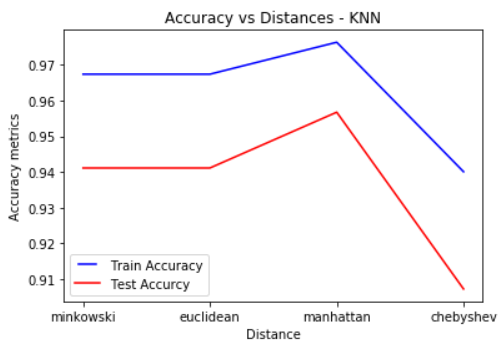 Accuracy vs Distances - KNN
Accuracy metrics
0.97
0.96
0.95
0.94
0.93
0.92
0.91
Train Accuracy
Test Accurcy
minkowski euclidean manhattan chebyshev
Distance